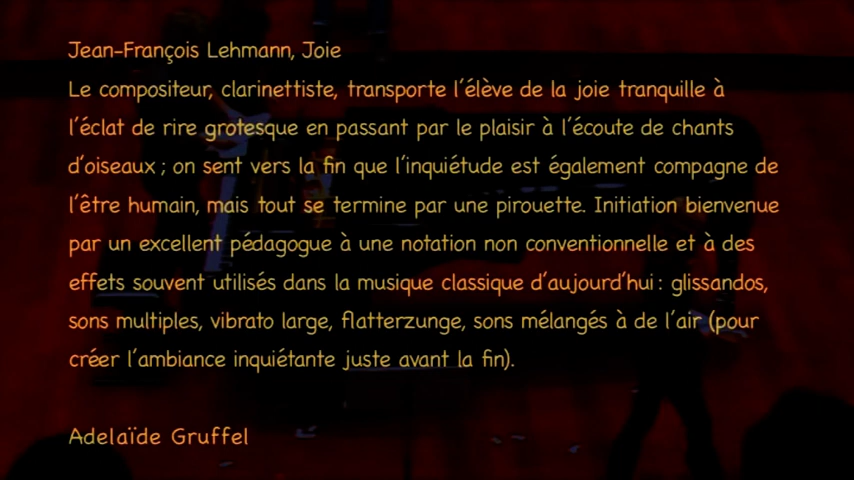 Jean-François Lehmann, Joie
Le compositeur, clarinettiste, transporte l'élève de la joie tranquille à
l'éclat de rire grotesque en passant par le plaisir à l'écoute de chants
d'oiseaux ; on sent vers la fin que l'inquiétude est également compagne de
l'être humain, mais tout se termine par une pirouette. Initiation bienvenue
par un excellent pédagogue à une notation non conventionnelle et à des
effets souvent utilisés dans la musique classique d'aujourd'hui : glissandos,
sons multiples, vibrato large, flatterzunge, sons mélangés à de l'air (pour
créer l'ambiance inquiétante juste avant la fin).
Adelaïde Gruffel